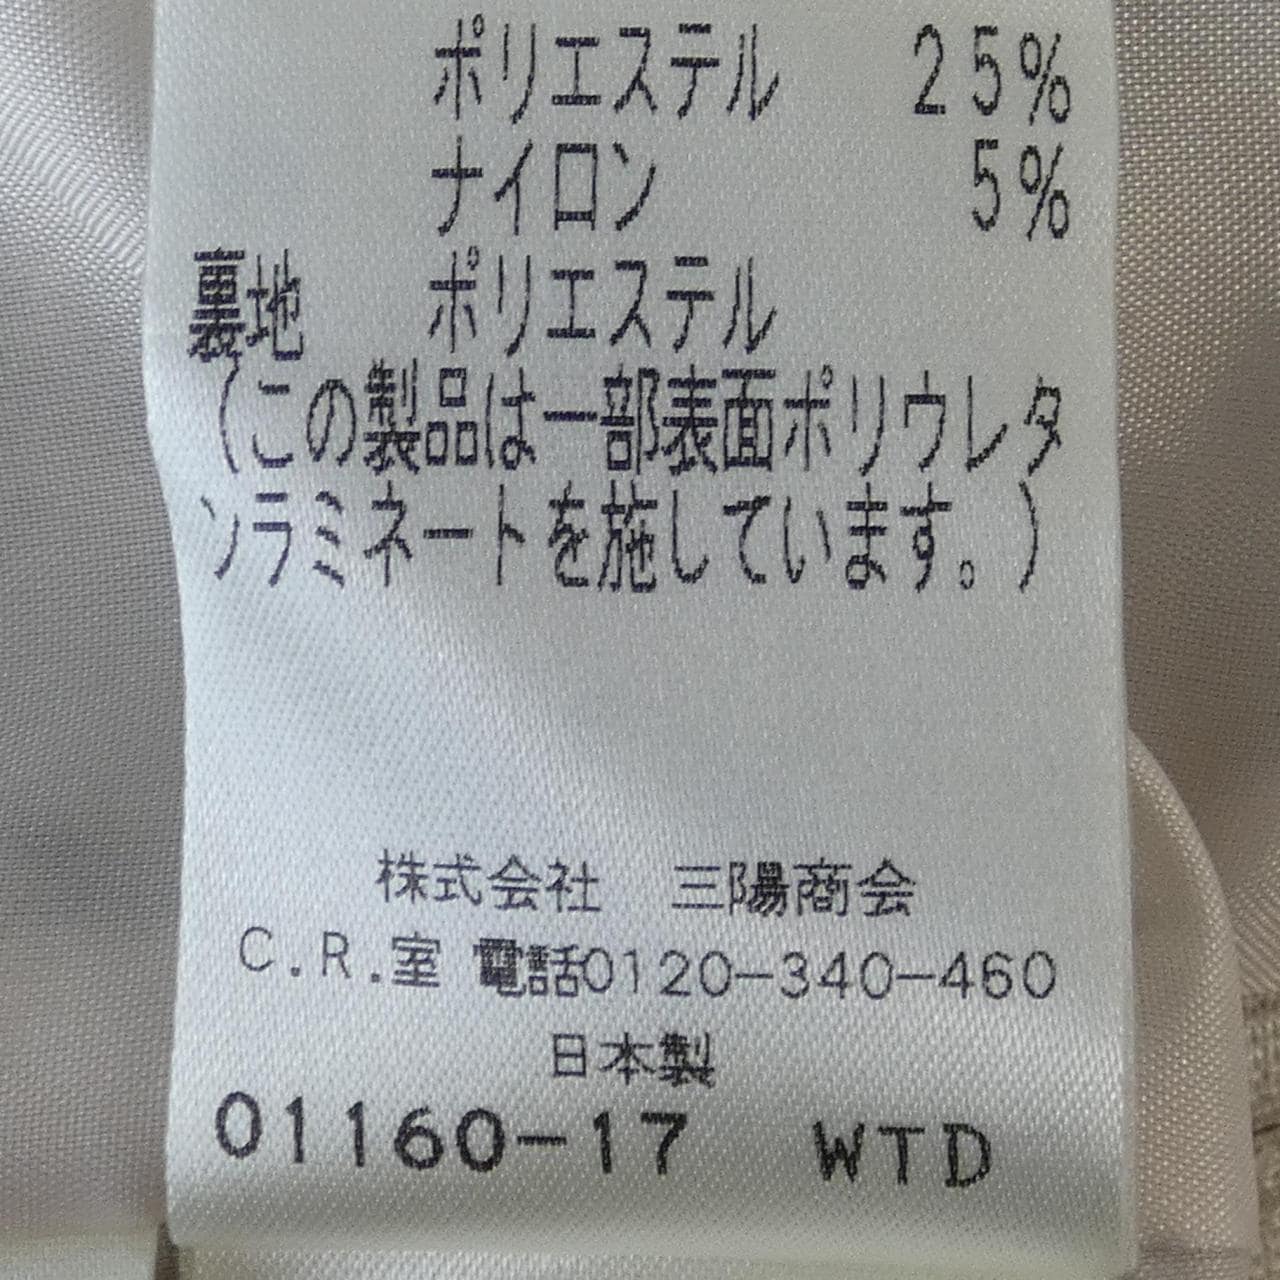 ポリエステル 25%
ナイロン 5%
裏地 ポリエステル
(この製品は一部表面ポリウレタ
ンラミネートを施しています。)
株式会社 三陽商会
C.R.室 電話0120-340-460
日本製
01160-17 WTD